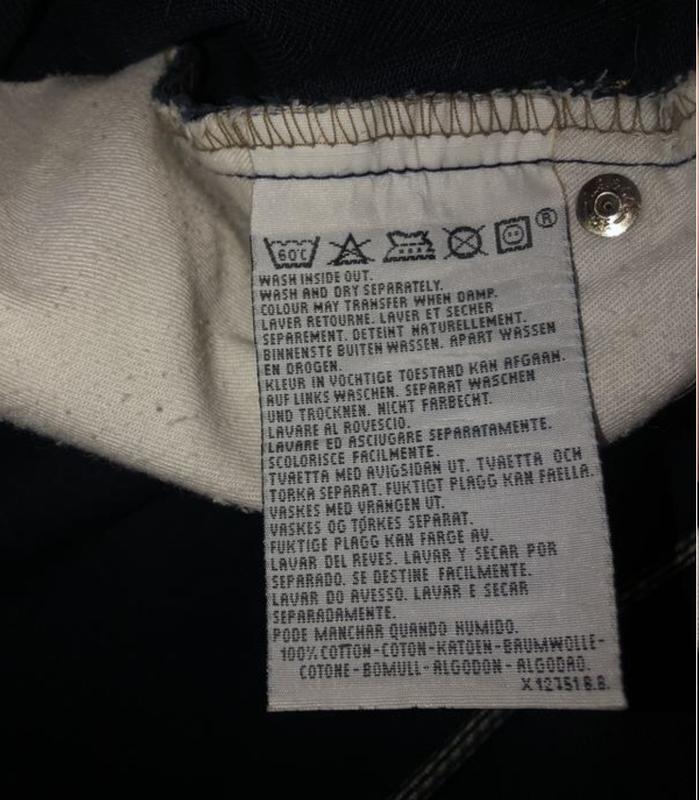 60°C ®
WASH INSIDE OUT.
WASH AND DRY SEPARATELY.
COLOUR MAY TRANSFER WHEN DAMP.
LAVER RETOURNE. LAVER ET SECHER
SEPAREMENT. DETEINT NATURELLEMENT.
BINNENSTE BUITEN WASSEN. APART WASSEN
EN DROGEN.
KLEUR IN VOCHTIGE TOESTAND KAN AFGAAN.
AUF LINKS WASCHEN. SEPARAT WASCHEN
UND TROCKNEN. NICHT FARBECHT.
LAVARE AL ROVESCIO.
LAVARE ED ASCIUGARE SEPARATAMENTE.
SCOLORISCE FACILMENTE.
TVAETTA MED AVIGSIDAN UT. TVAETTA OCH
TORKA SEPARAT. FUKTIGT PLAGG KAN FAELLA.
VASKES MED VRANGEN UT.
VASKES OG TØRKES SEPARAT.
FUKTIGE PLAGG KAN FARGE AV.
LAVAR DEL REVES. LAVAR Y SECAR POR
SEPARADO. SE DESTINE FACILMENTE.
LAVAR DO AVESSO. LAVAR E SECAR
SEPARADAMENTE.
PODE MANCHAR QUANDO HUMIDO.
100% COTTON-COTON-KATOEN-BAUMWOLLE-
COTONE-BOMULL-ALGODON-ALGODAO.